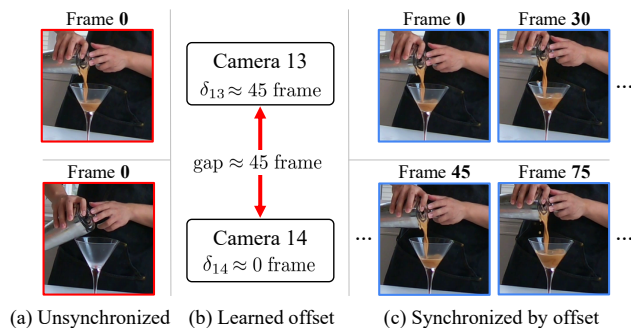 Frame 0
Frame 0
Frame 30
Camera 13
δ₁₃ ≈ 45 frame
...
gap ≈ 45 frame
Frame 0
Frame 45
Frame 75
Camera 14
δ₁₄ ≈ 0 frame
...
(a) Unsynchronized
(b) Learned offset
(c) Synchronized by offset